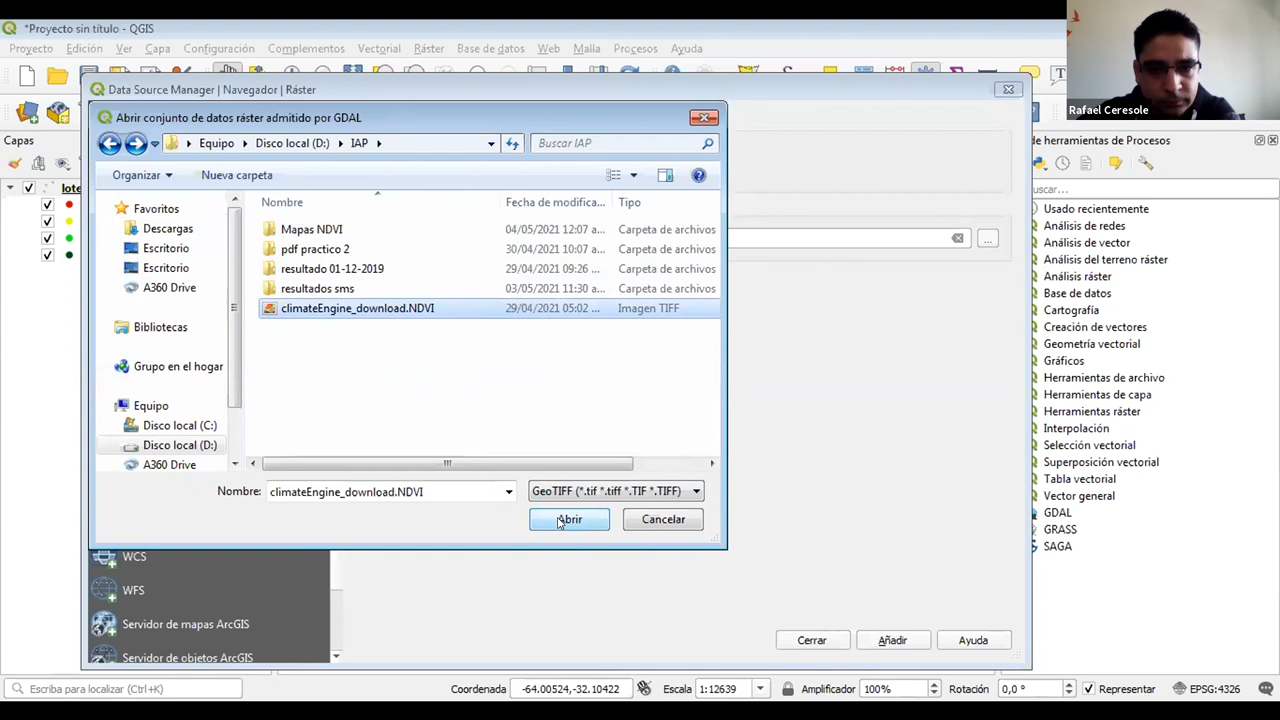 *Proyecto sin título - QGIS
Proyecto Edición Ver Capa Configuración Complementos Vectorial Ráster Base de datos Web Malla Procesos Ayuda
Rafael Ceresole
Data Source Manager | Navegador | Ráster
Abrir conjunto de datos ráster admitido por GDAL
Capas
Equipo Disco local (D:) IAP
Buscar IAP
de herramientas de Procesos
Organizar Nueva carpeta
lote
Nombre Fecha de modifica... Tipo
Favoritos
Descargas
Escritorio
Escritorio
A360 Drive
Bibliotecas
Grupo en el hogar
Equipo
Disco local (C:)
Disco local (D:)
A360 Drive
Mapas NDVI 04/05/2021 12:07 a... Carpeta de archivos
pdf practico 2 30/04/2021 12:07 a... Carpeta de archivos
resultado 01-12-2019 29/04/2021 09:26 ... Carpeta de archivos
resultados sms 03/05/2021 11:30 a... Carpeta de archivos
climateEngine_download.NDVI 29/04/2021 05:02 ... Imagen TIFF
Nombre: climateEngine_download.NDVI GeoTIFF (*.tif *.tiff *.TIF *.TIFF)
Abrir Cancelar
...
uscar...
Usado recientemente
Análisis de redes
Análisis de vector
Análisis del terreno ráster
Análisis ráster
Base de datos
Cartografía
Creación de vectores
Geometría vectorial
Gráficos
Herramientas de archivo
Herramientas de capa
Herramientas ráster
Interpolación
Selección vectorial
Superposición vectorial
Tabla vectorial
Vector general
GDAL
GRASS
SAGA
WCS
WFS
Servidor de mapas ArcGIS
Servidor de objetos ArcGIS
Cerrar Añadir Ayuda
Escriba para localizar (Ctrl+K) Coordenada -64.00524,-32.10422 Escala 1:12639 Amplificador 100% Rotación 0,0 ° Representar EPSG:4326